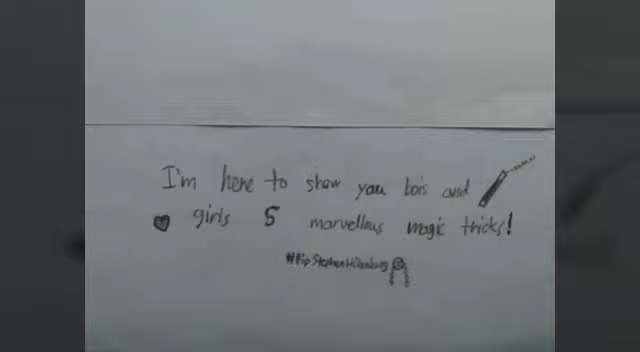 I'm here to show you bois and
girls 5 marvellous magic tricks!
#RipStephenHillenburg